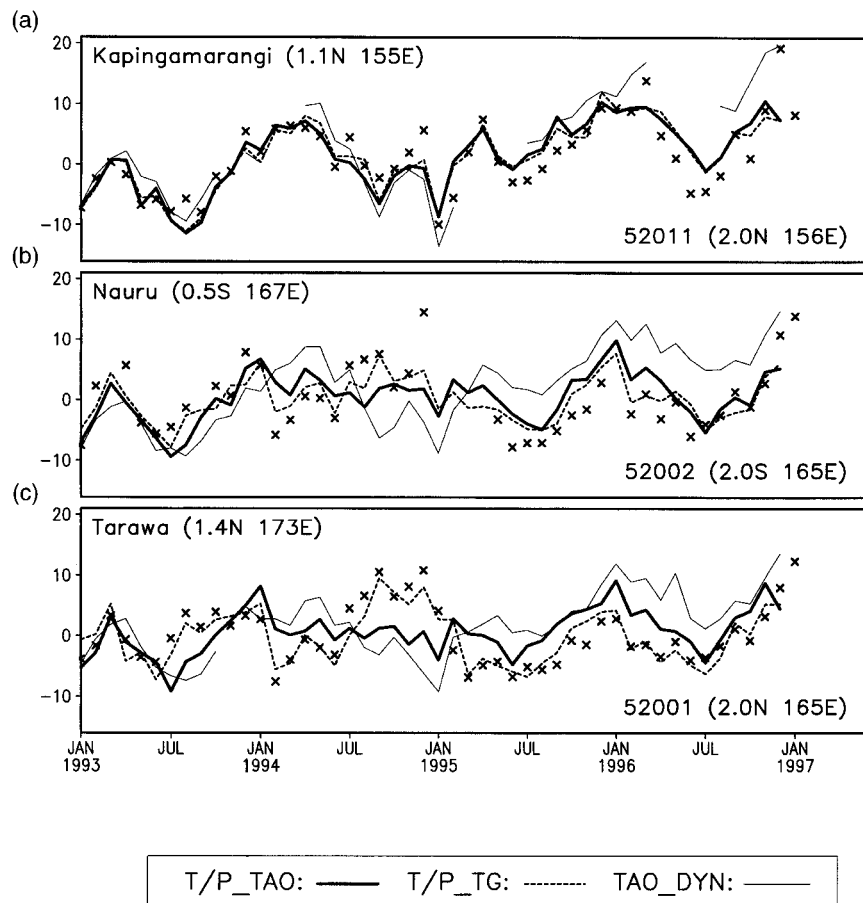 (a)
20
10
0
-10
Kapingamarangi (1.1N 155E)
52011 (2.0N 156E)
(b)
20
10
0
-10
Nauru (0.5S 167E)
52002 (2.0S 165E)
(c)
20
10
0
-10
Tarawa (1.4N 173E)
52001 (2.0N 165E)
JAN JUL JAN JUL JAN JUL JAN JUL JAN
1993 1994 1995 1996 1997
T/P_TAO: T/P_TG: TAO_DYN: